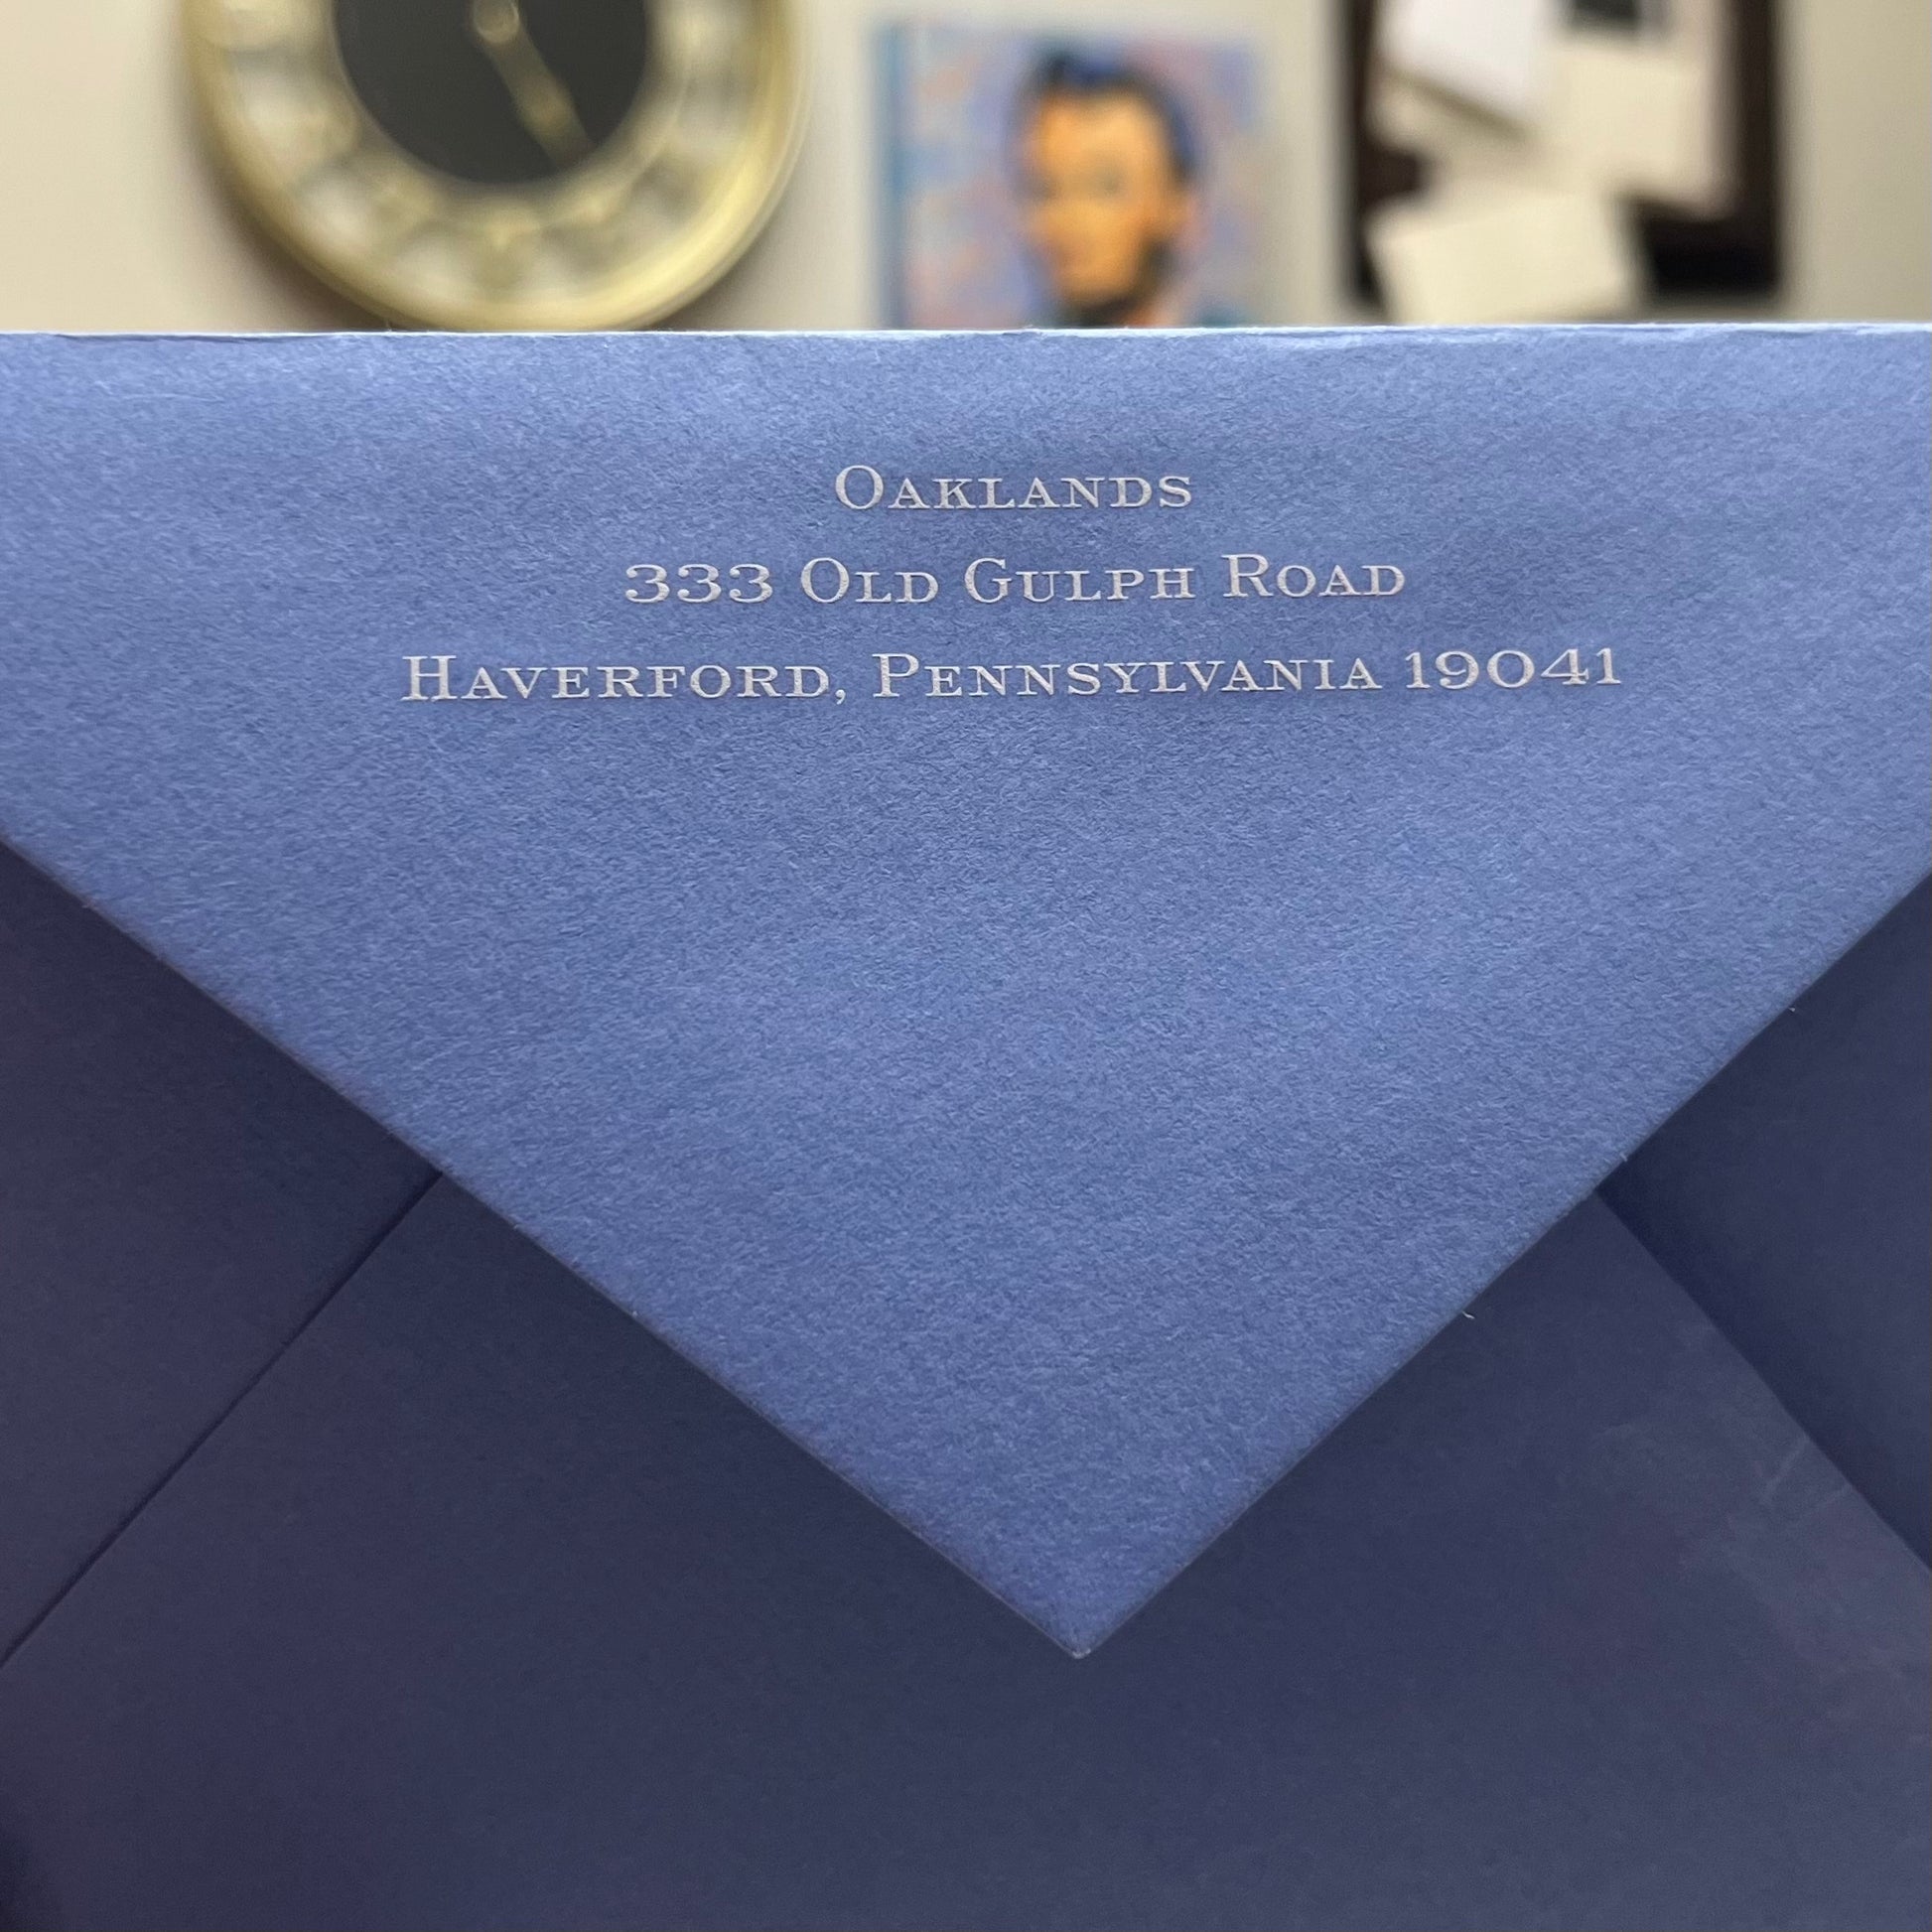 Oaklands
333 Old Gulph Road
Haverford, Pennsylvania 19041